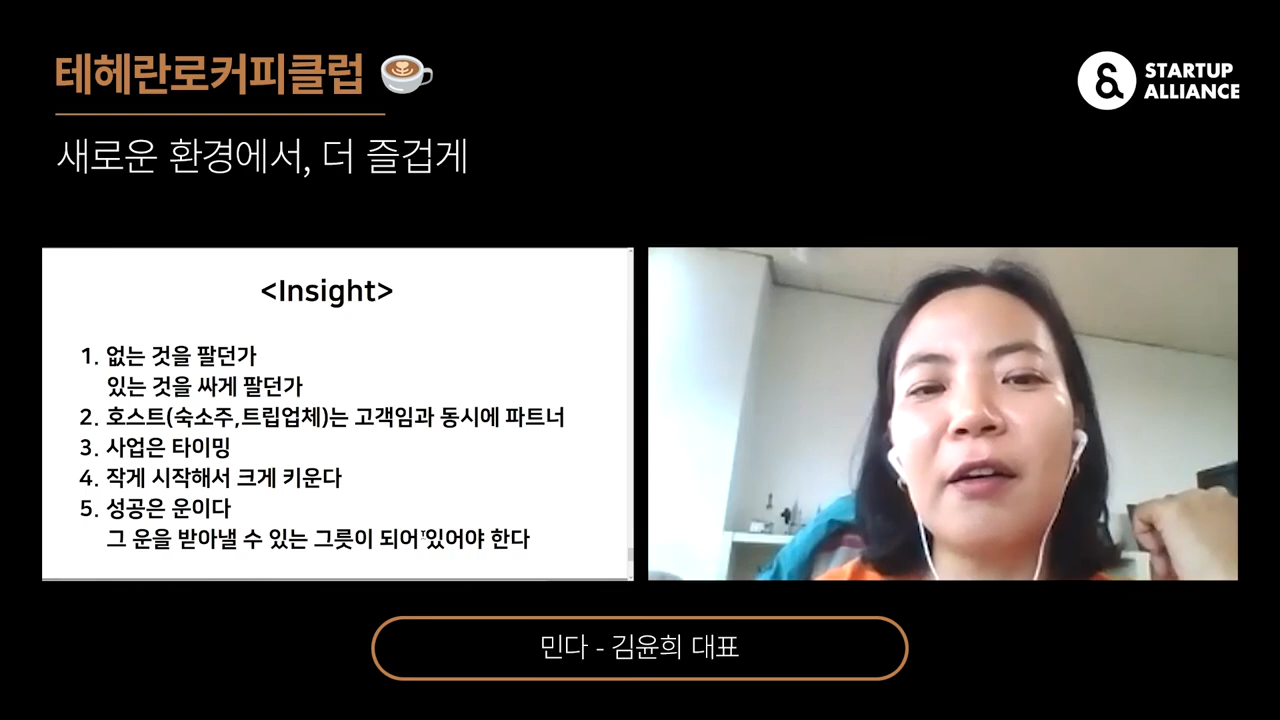 테헤란로커피클럽
STARTUP
ALLIANCE
새로운 환경에서, 더 즐겁게
<Insight>
1. 없는 것을 팔던가
있는 것을 싸게 팔던가
2. 호스트(숙소주,트립업체)는 고객임과 동시에 파트너
3. 사업은 타이밍
4. 작게 시작해서 크게 키운다
5. 성공은 운이다
그 운을 받아낼 수 있는 그릇이 되어 있어야 한다
민다 - 김윤희 대표